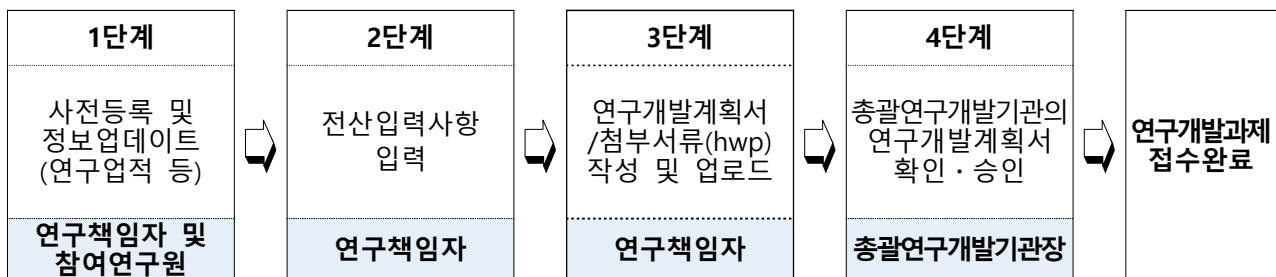 1단계
사전등록 및
정보업데이트
(연구업적 등)
연구책임자 및
참여연구원
2단계
전산입력사항
입력
연구책임자
3단계
연구개발계획서
/첨부서류(hwp)
작성 및 업로드
연구책임자
4단계
총괄연구개발기관의
연구개발계획서
확인・승인
총괄연구개발기관장
연구개발과제
접수완료